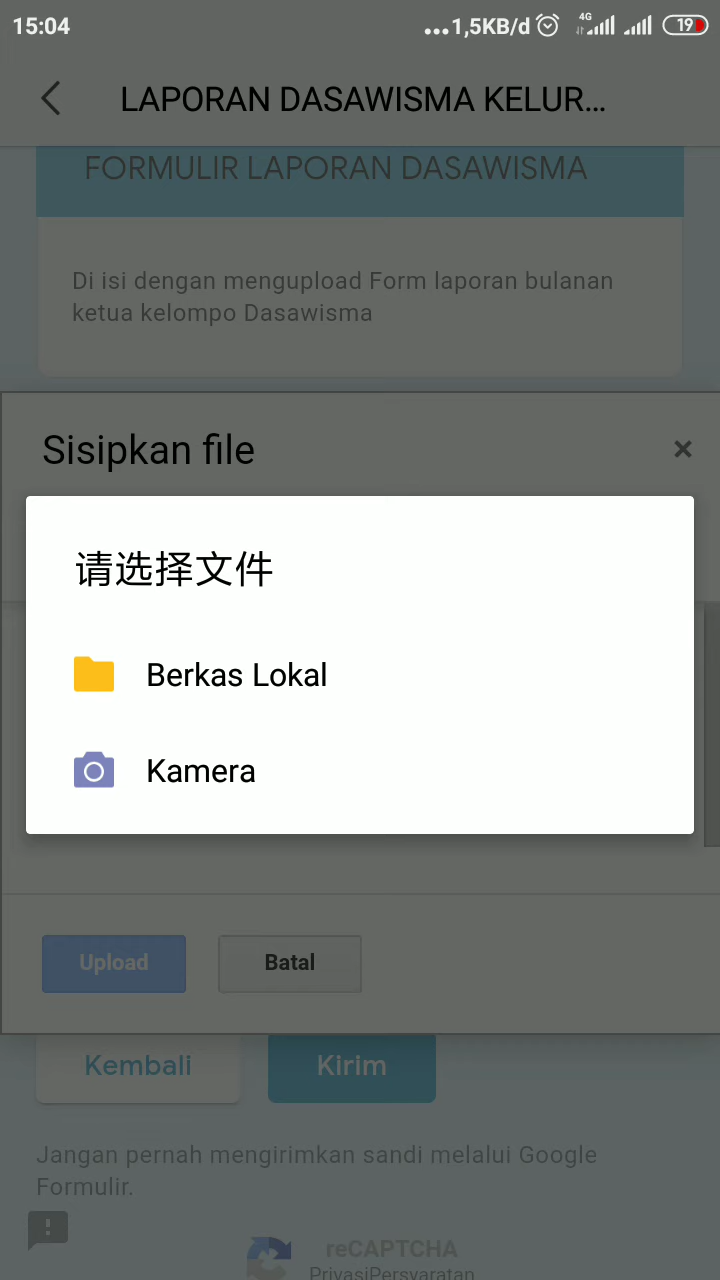 15:04
...1,5KB/d
4G
19
LAPORAN DASAWISMA KELUR...
FORMULIR LAPORAN DASAWISMA
Di isi dengan mengupload Form laporan bulanan
ketua kelompo Dasawisma
Sisipkan file
×
请选择文件
Berkas Lokal
Kamera
Upload
Batal
Kembali
Kirim
Jangan pernah mengirimkan sandi melalui Google
Formulir.
reCAPTCHA
PrivasiPersyaratan